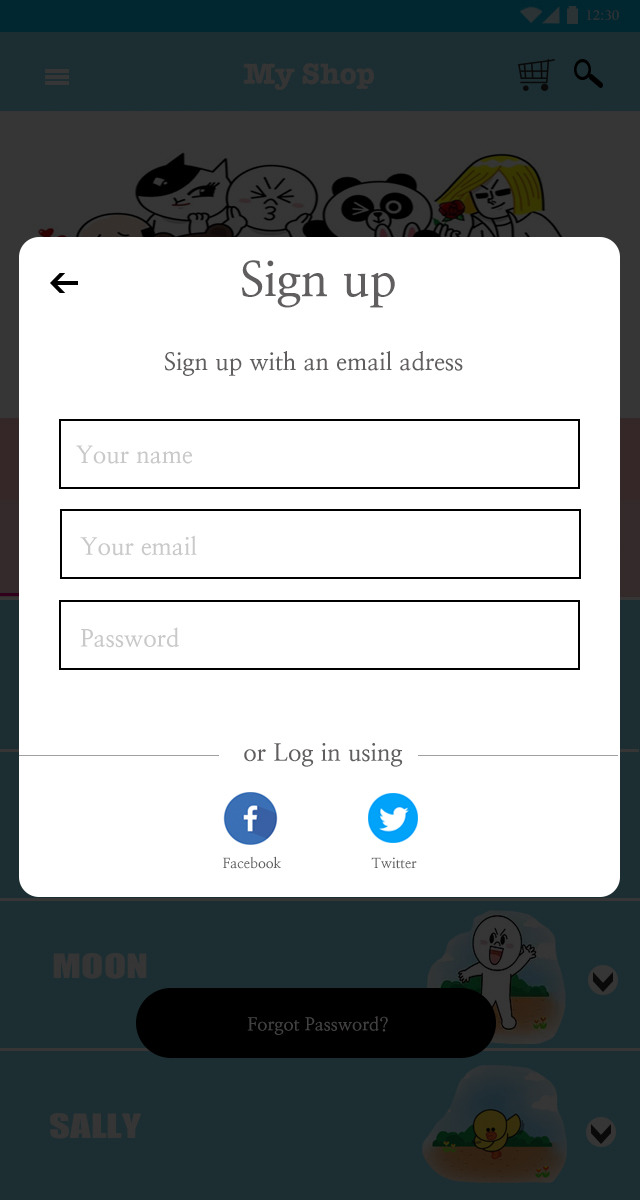 12:30
My Shop
Sign up
Sign up with an email adress
Your name
Your email
Password
or Log in using
Facebook
Twitter
MOON
Forgot Password?
SALLY